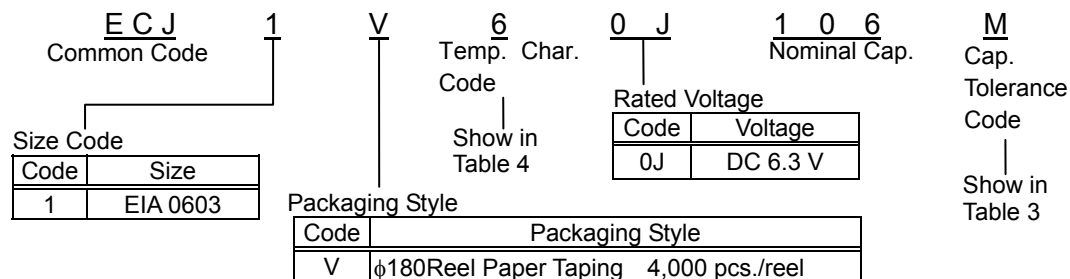 E C J 1 V 6 0 J 1 0 6 M
Common Code Temp. Char. Code Nominal Cap. Cap. Tolerance Code
Rated Voltage
Code Voltage
0J DC 6.3 V
Size Code
Code Size
1 EIA 0603
Show in Table 4
Show in Table 3
Packaging Style
Code Packaging Style
V ϕ180Reel Paper Taping 4,000 pcs./reel